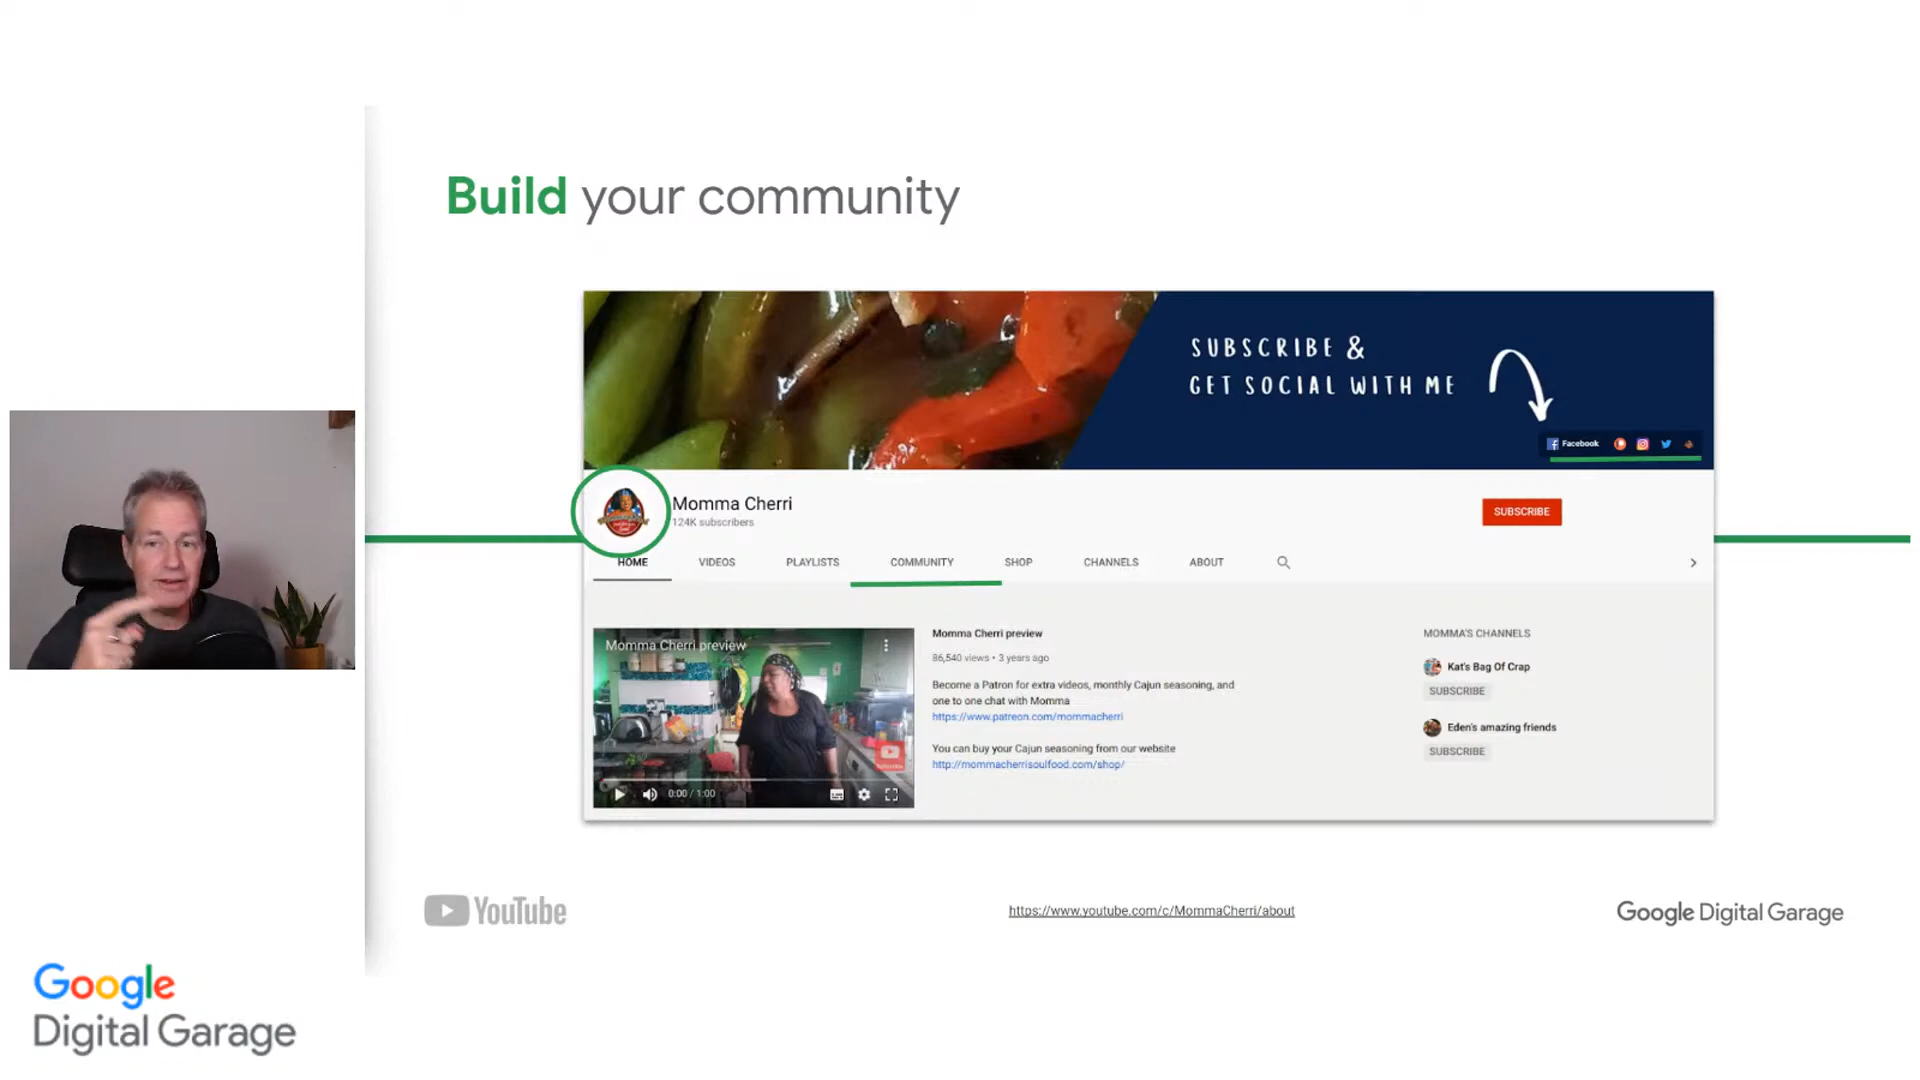 Build your community
SUBSCRIBE &
GET SOCIAL WITH ME
Facebook
Momma Cherri
124K subscribers
SUBSCRIBE
HOME VIDEOS PLAYLISTS COMMUNITY SHOP CHANNELS ABOUT
Momma Cherri preview
0:00 / 1:00
Momma Cherri preview
86,540 views • 3 years ago
Become a Patron for extra videos, monthly Cajun seasoning, and
one to one chat with Momma
https://www.patreon.com/mommacherri
You can buy your Cajun seasoning from our website
http://mommacherrisoulfood.com/shop/
MOMMA'S CHANNELS
Kat's Bag Of Crap
SUBSCRIBE
Eden's amazing friends
SUBSCRIBE
YouTube
https://www.youtube.com/c/MommaCherri/about
Google Digital Garage
Google
Digital Garage